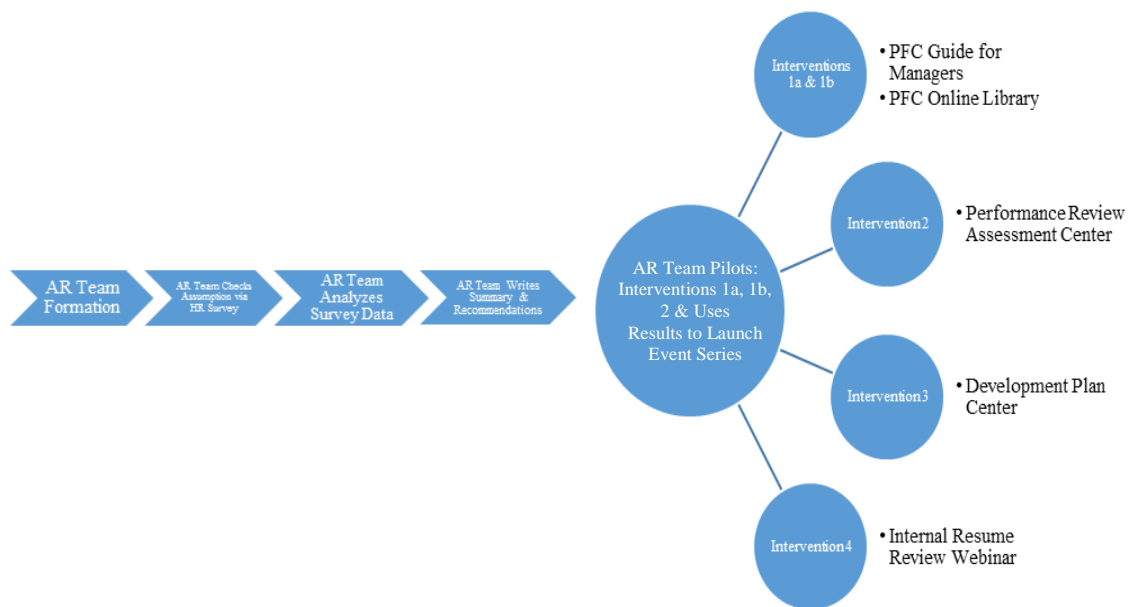 AR Team
Formation
AR Team Checks
Assumption via
HR Survey
AR Team
Analyzes
Survey Data
AR Team Writes
Summary &
Recommendations
AR Team Pilots:
Interventions 1a, 1b,
2 & Uses
Results to Launch
Event Series
Interventions
1a & 1b
• PFC Guide for
Managers
• PFC Online Library
Intervention2
• Performance Review
Assessment Center
Intervention3
• Development Plan
Center
Intervention4
• Internal Resume
Review Webinar